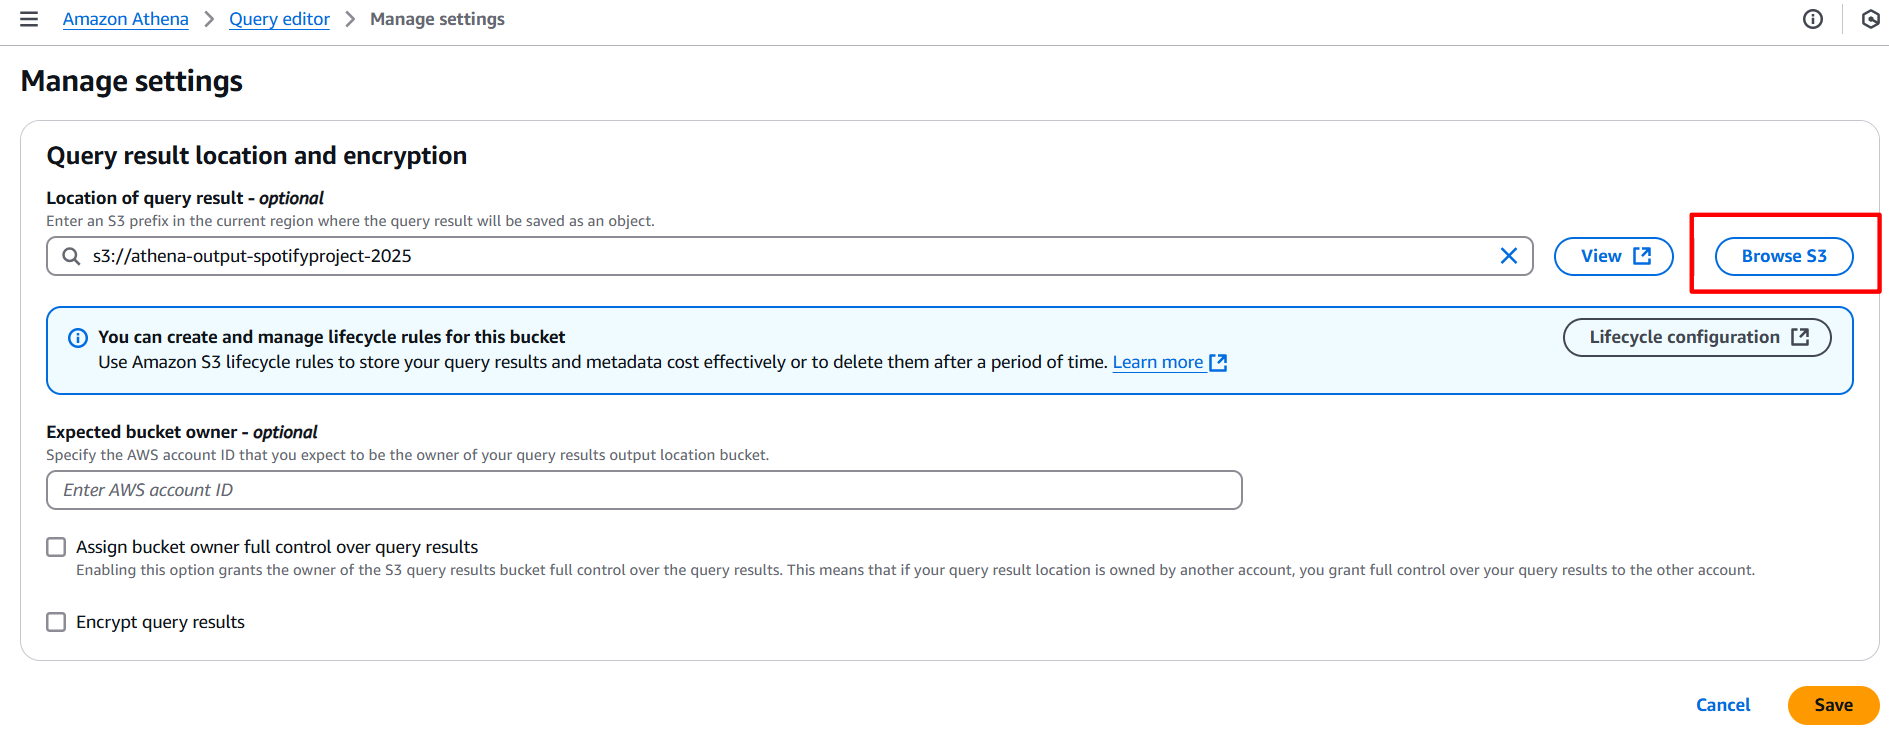 Amazon Athena > Query editor > Manage settings
Manage settings
Query result location and encryption
Location of query result - optional
Enter an S3 prefix in the current region where the query result will be saved as an object.
s3://athena-output-spotifyproject-2025
View
Browse S3
You can create and manage lifecycle rules for this bucket
Use Amazon S3 lifecycle rules to store your query results and metadata cost effectively or to delete them after a period of time. Learn more
Lifecycle configuration
Expected bucket owner - optional
Specify the AWS account ID that you expect to be the owner of your query results output location bucket.
Enter AWS account ID
Assign bucket owner full control over query results
Enabling this option grants the owner of the S3 query results bucket full control over the query results. This means that if your query result location is owned by another account, you grant full control over your query results to the other account.
Encrypt query results
Cancel
Save